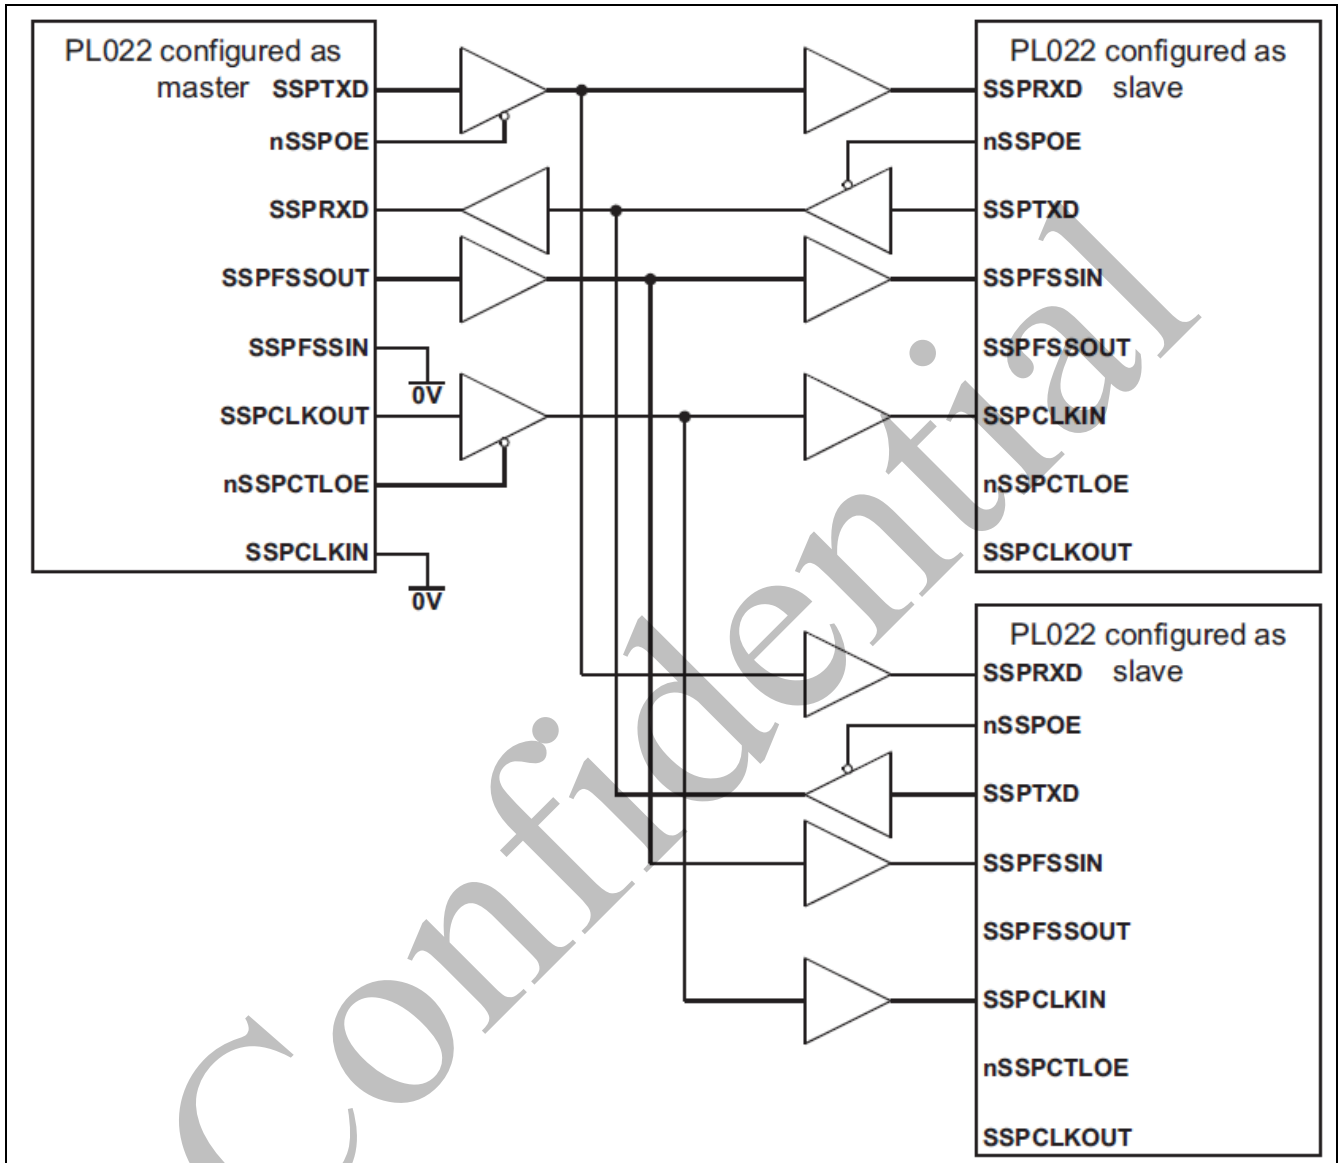 PL022 configured as
master SSPTXD
nSSPOE
SSPRXD
SSPFSSOUT
SSPFSSIN
0V
SSPCLKOUT
nSSPCTLOE
SSPCLKIN
0V
PL022 configured as
SSPRXD slave
nSSPOE
SSPTXD
SSPFSSIN
SSPFSSOUT
SSPCLKIN
nSSPCTLOE
SSPCLKOUT
PL022 configured as
SSPRXD slave
nSSPOE
SSPTXD
SSPFSSIN
SSPFSSOUT
SSPCLKIN
nSSPCTLOE
SSPCLKOUT
Confidential